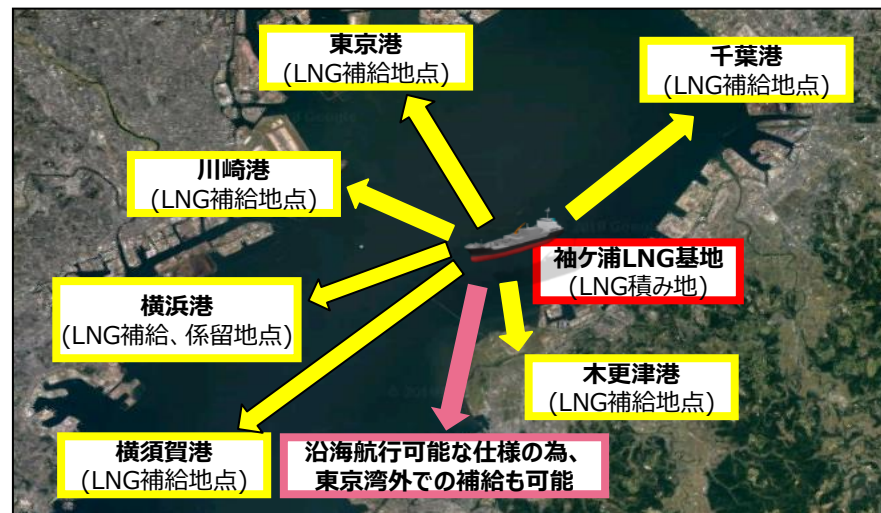 東京港
(LNG補給地点)
千葉港
(LNG補給地点)
川崎港
(LNG補給地点)
袖ケ浦LNG基地
(LNG積み地)
横浜港
(LNG補給、係留地点)
木更津港
(LNG補給地点)
横須賀港
(LNG補給地点)
沿海航行可能な仕様の為、
東京湾外での補給も可能